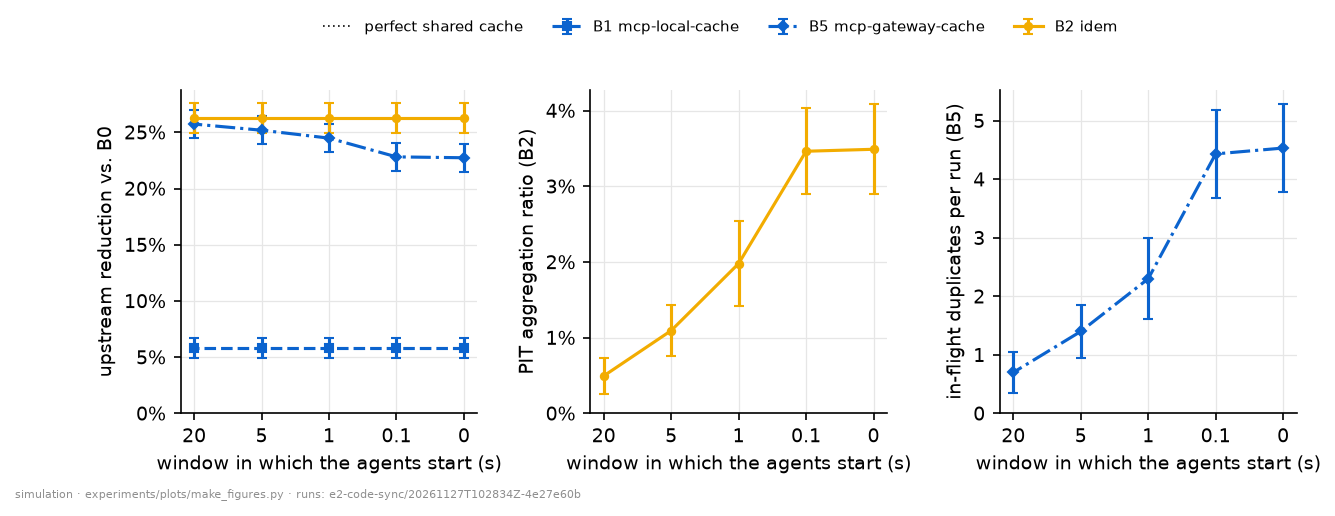 perfect shared cache
B1 mcp-local-cache
B5 mcp-gateway-cache
B2 idem
upstream reduction vs. B0
25%
20%
15%
10%
5%
0%
20 5 1 0.1 0
window in which the agents start (s)
PIT aggregation ratio (B2)
4%
3%
2%
1%
0%
20 5 1 0.1 0
window in which the agents start (s)
in-flight duplicates per run (B5)
5
4
3
2
1
0
20 5 1 0.1 0
window in which the agents start (s)
simulation · experiments/plots/make_figures.py · runs: e2-code-sync/20261127T102834Z-4e27e60b